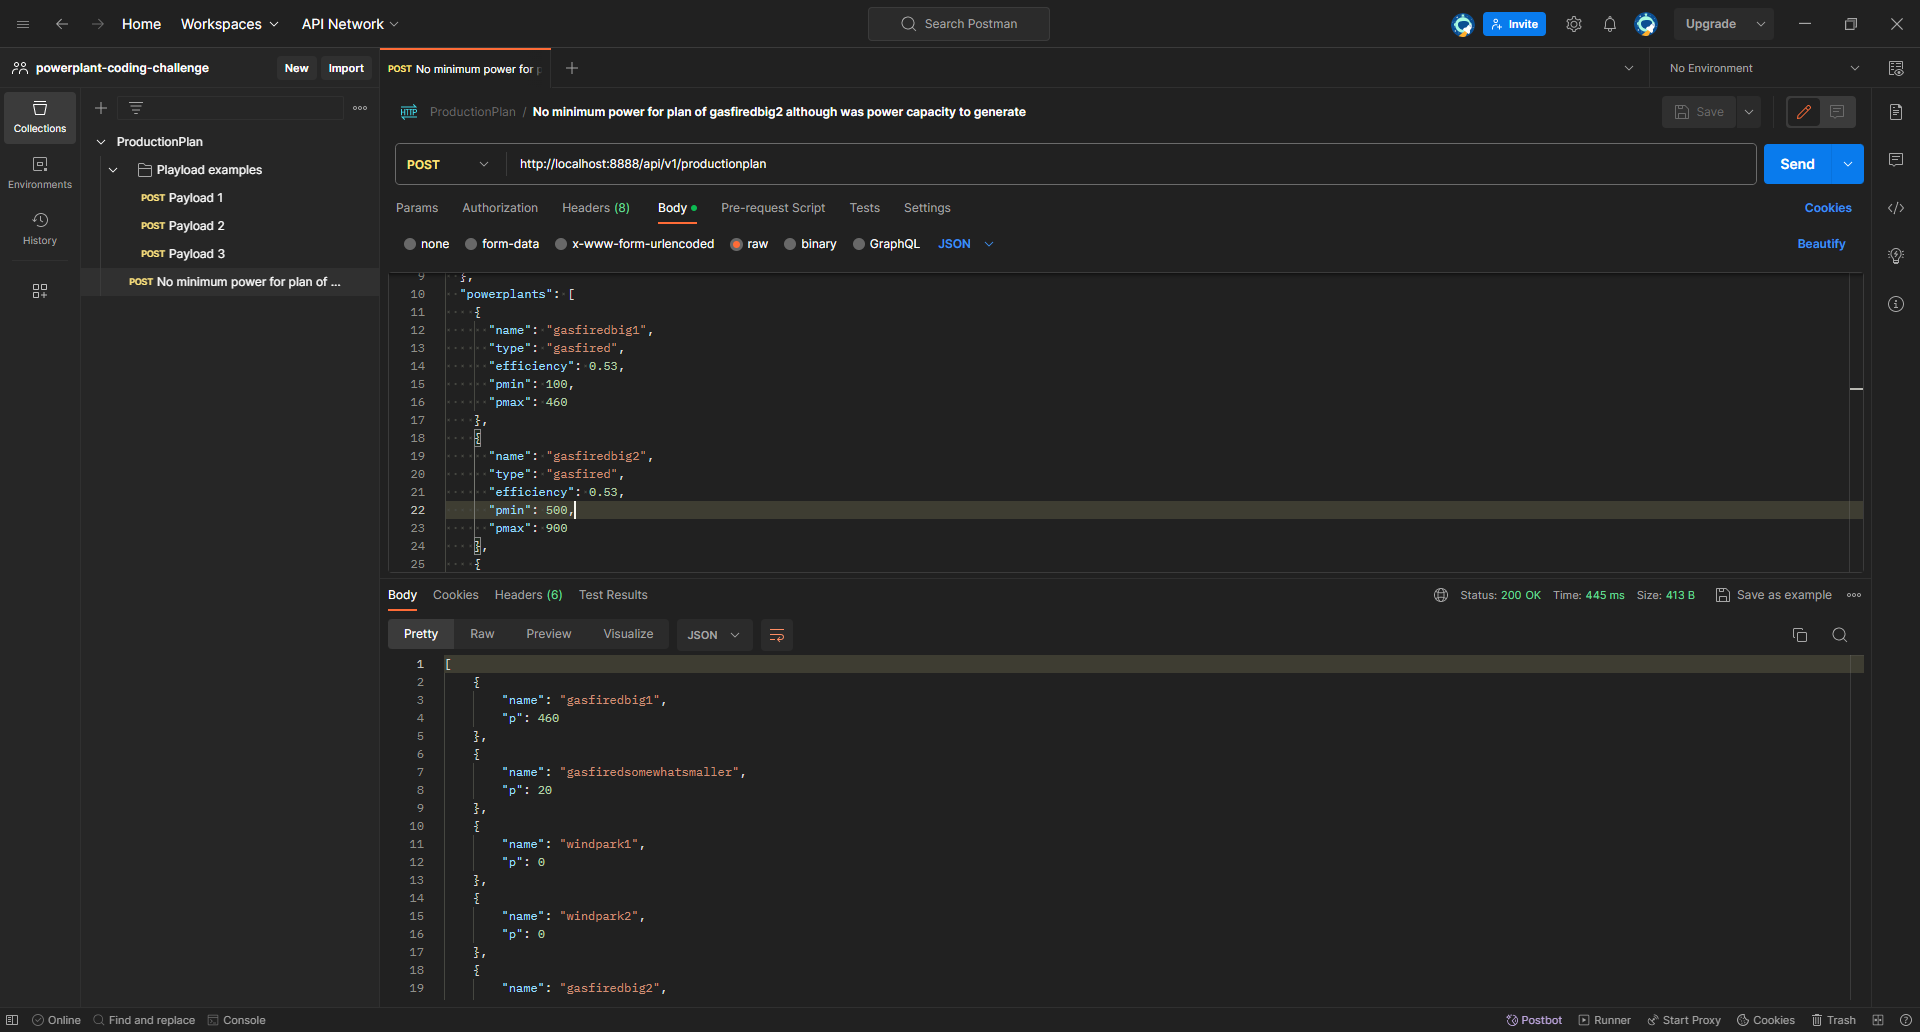 Home
Workspaces
API Network
Search Postman
Invite
Upgrade
powerplant-coding-challenge
New
Import
POST No minimum power for p
No Environment
Collections
Environments
History
ProductionPlan
Playload examples
POST Payload 1
POST Payload 2
POST Payload 3
POST No minimum power for plan of ...
HTTP ProductionPlan / No minimum power for plan of gasfiredbig2 although was power capacity to generate
Save
POST
http://localhost:8888/api/v1/productionplan
Send
Params
Authorization
Headers (8)
Body
Pre-request Script
Tests
Settings
Cookies
none
form-data
x-www-form-urlencoded
raw
binary
GraphQL
JSON
Beautify
9 },
10 "powerplants": [
11 {
12 "name": "gasfiredbig1",
13 "type": "gasfired",
14 "efficiency": 0.53,
15 "pmin": 100,
16 "pmax": 460
17 },
18 {
19 "name": "gasfiredbig2",
20 "type": "gasfired",
21 "efficiency": 0.53,
22 "pmin": 500,
23 "pmax": 900
24 },
25 {
Body
Cookies
Headers (6)
Test Results
Status: 200 OK
Time: 445 ms
Size: 413 B
Save as example
Pretty
Raw
Preview
Visualize
JSON
1 [
2 {
3 "name": "gasfiredbig1",
4 "p": 460
5 },
6 {
7 "name": "gasfiredsomewhatsmaller",
8 "p": 20
9 },
10 {
11 "name": "windpark1",
12 "p": 0
13 },
14 {
15 "name": "windpark2",
16 "p": 0
17 },
18 {
19 "name": "gasfiredbig2",
Online
Find and replace
Console
Postbot
Runner
Start Proxy
Cookies
Trash